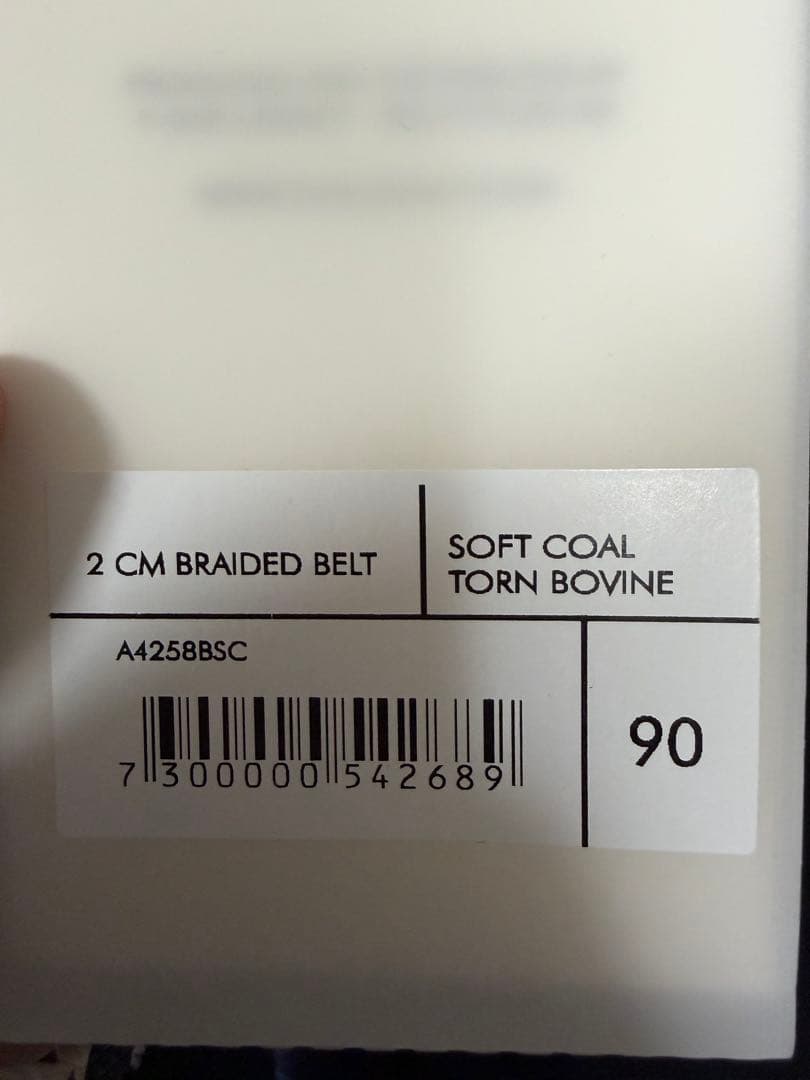 2 CM BRAIDED BELT
SOFT COAL
TORN BOVINE
A4258BSC
7 300000 542689
90